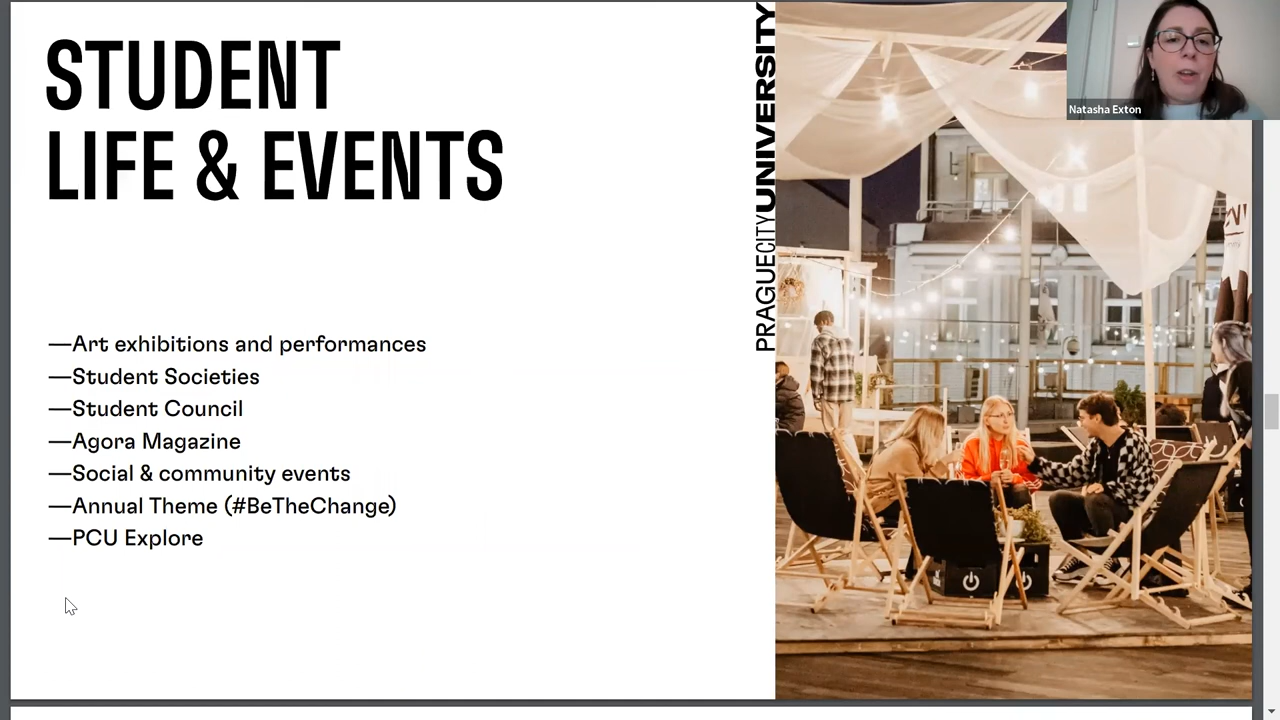 STUDENT
LIFE & EVENTS
—Art exhibitions and performances
—Student Societies
—Student Council
—Agora Magazine
—Social & community events
—Annual Theme (#BeTheChange)
—PCU Explore
PRAGUECITYUNIVERSITY
Natasha Exton